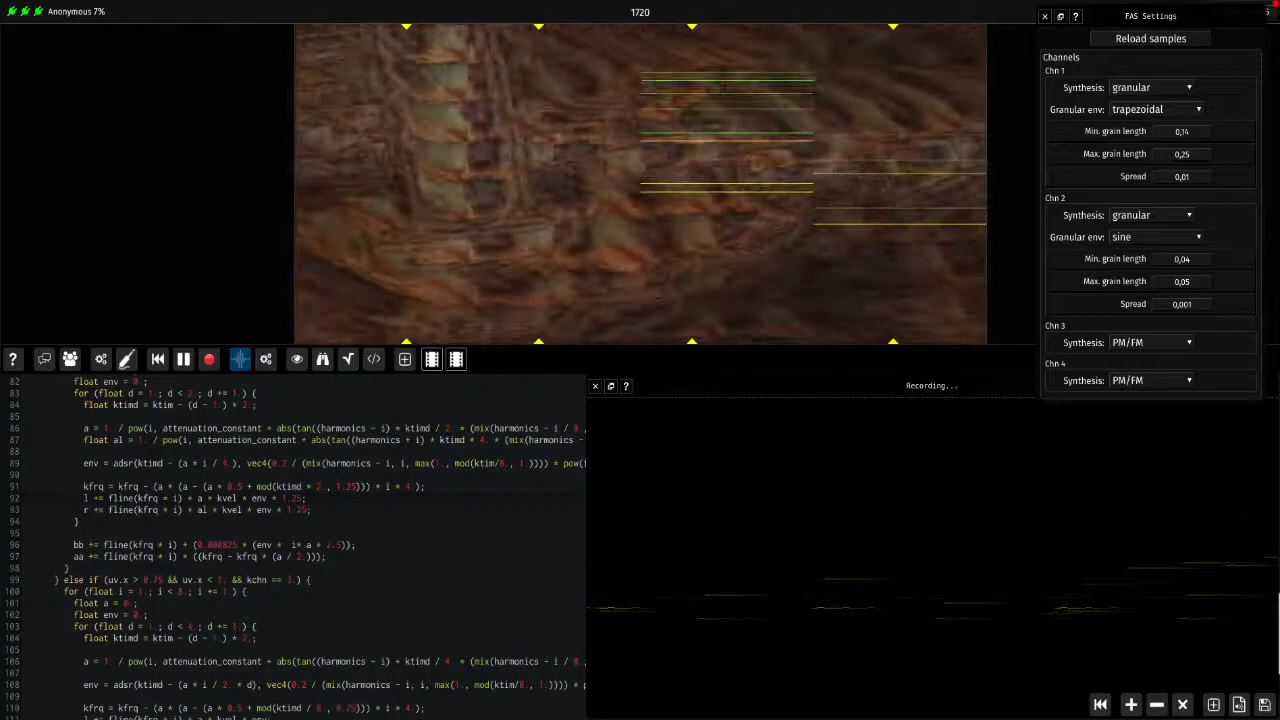 Anonymous 7%
1720
FAS Settings
Reload samples
Channels
Chn 1
Synthesis: granular
Granular env: trapezoidal
Min. grain length 0,14
Max. grain length 0,25
Spread 0,01
Chn 2
Synthesis: granular
Granular env: sine
Min. grain length 0,04
Max. grain length 0,05
Spread 0,001
Chn 3
Synthesis: PM/FM
Chn 4
Synthesis: PM/FM
Recording...
82 float env = 0.;
83 for (float d = 1.; d < 2.; d += 1.) {
84 float ktimd = ktim - (d - 1.) * 2.;
85
86 a = 1. / pow(i, attenuation_constant + abs(tan((harmonics - i) * ktimd / 2. * (mix(harmonics - i / 8.
87 float al = 1. / pow(i, attenuation_constant + abs(tan((harmonics + i) * ktimd * 4. * (mix(harmonics -
88
89 env = adsr(ktimd - (a * i / 4.), vec4(0.2 / (mix(harmonics - i, i, max(1., mod(ktim/8., 1.)))) * pow(i
90
91 kfrq = kfrq - (a * (a - (a * 0.5 + mod(ktimd * 2., 1.25))) * i * 4.);
92 l += fline(kfrq * i) * a * kvel * env * 1.25;
93 r += fline(kfrq * i) * al * kvel * env * 1.25;
94 }
95
96 bb += fline(kfrq * i) + (0.000825 * (env * i* a * 2.5));
97 aa += fline(kfrq * i) * ((kfrq - kfrq * (a / 2.)));
98 }
99 } else if (uv.x > 0.75 && uv.x < 1. && kchn == 3.) {
100 for (float i = 1.; i < 8.; i += 1.) {
101 float a = 0.;
102 float env = 0.;
103 for (float d = 1.; d < 4.; d += 1.) {
104 float ktimd = ktim - (d - 1.) * 2.;
105
106 a = 1. / pow(i, attenuation_constant + abs(tan((harmonics - i) + ktimd / 4. * (mix(harmonics - i / 8.
107
108 env = adsr(ktimd - (a * i / 2. * d), vec4(0.2 / (mix(harmonics - i, i, max(1., mod(ktim/8., 1.)))) * p
109
110 kfrq = kfrq - (a * (a - (a * 0.5 + mod(ktimd / 8., 0.25))) * i * 4.);